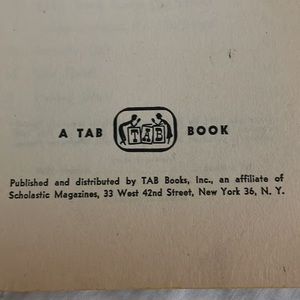 A TAB TAB BOOK
Published and distributed by TAB Books, Inc., an affiliate of
Scholastic Magazines, 33 West 42nd Street, New York 36, N. Y.